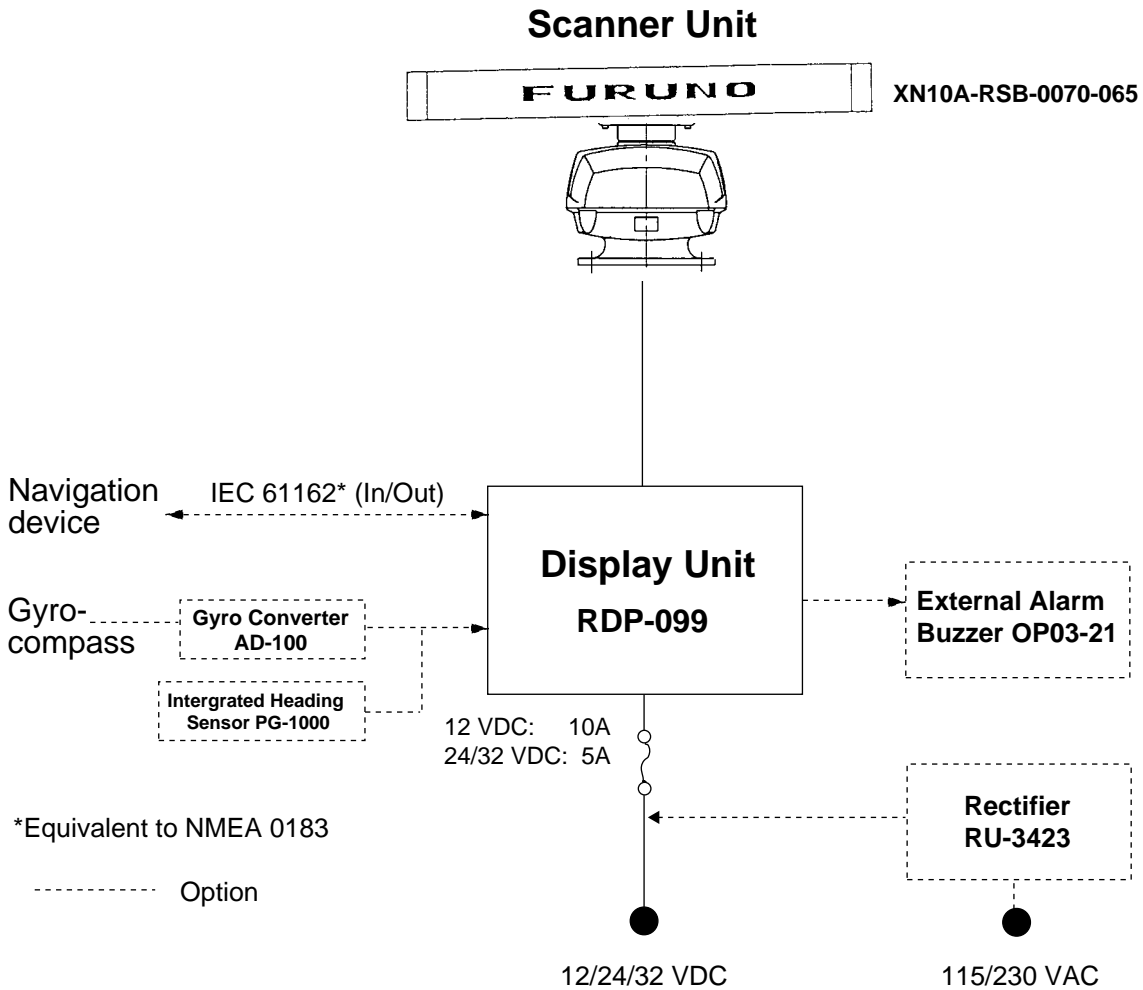 Scanner Unit
FURUNO
XN10A-RSB-0070-065
Navigation
device
IEC 61162* (In/Out)
Display Unit
RDP-099
Gyro-
compass
Gyro Converter
AD-100
External Alarm
Buzzer OP03-21
Intergrated Heading
Sensor PG-1000
12 VDC: 10A
24/32 VDC: 5A
Rectifier
RU-3423
*Equivalent to NMEA 0183
Option
12/24/32 VDC
115/230 VAC